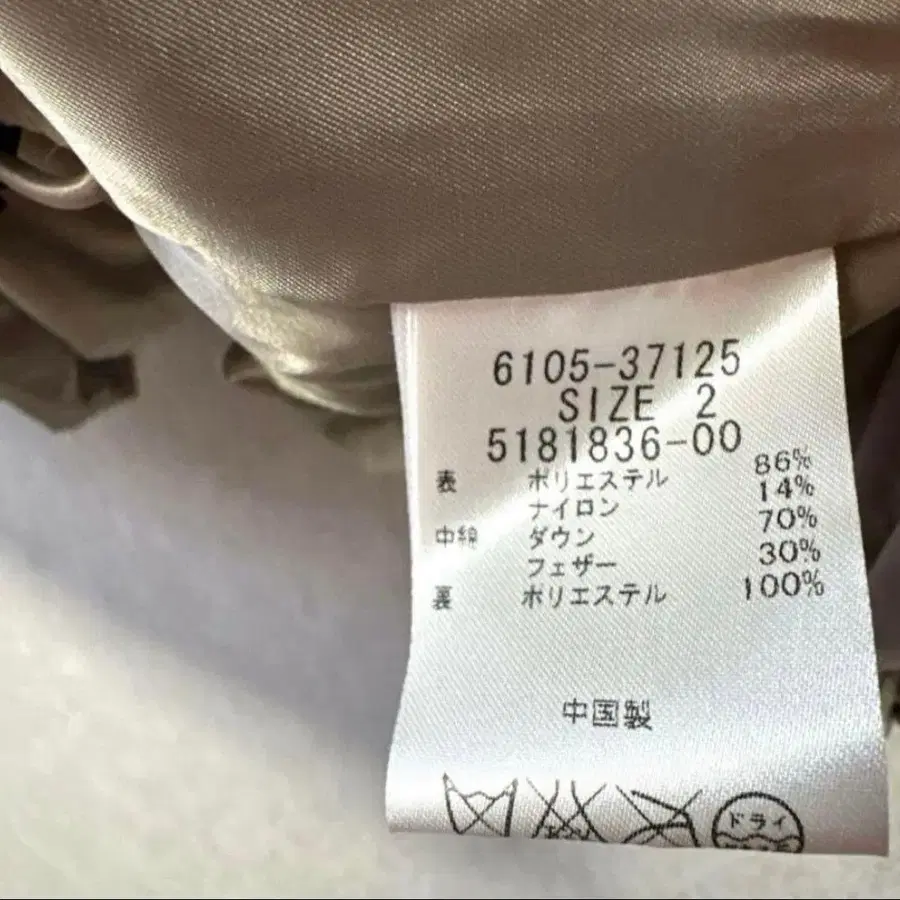 6105-37125
SIZE 2
5181836-00
表 ポリエステル 86%
ナイロン 14%
中綿 ダウン 70%
フェザー 30%
裏 ポリエステル 100%
中国製
ドライ